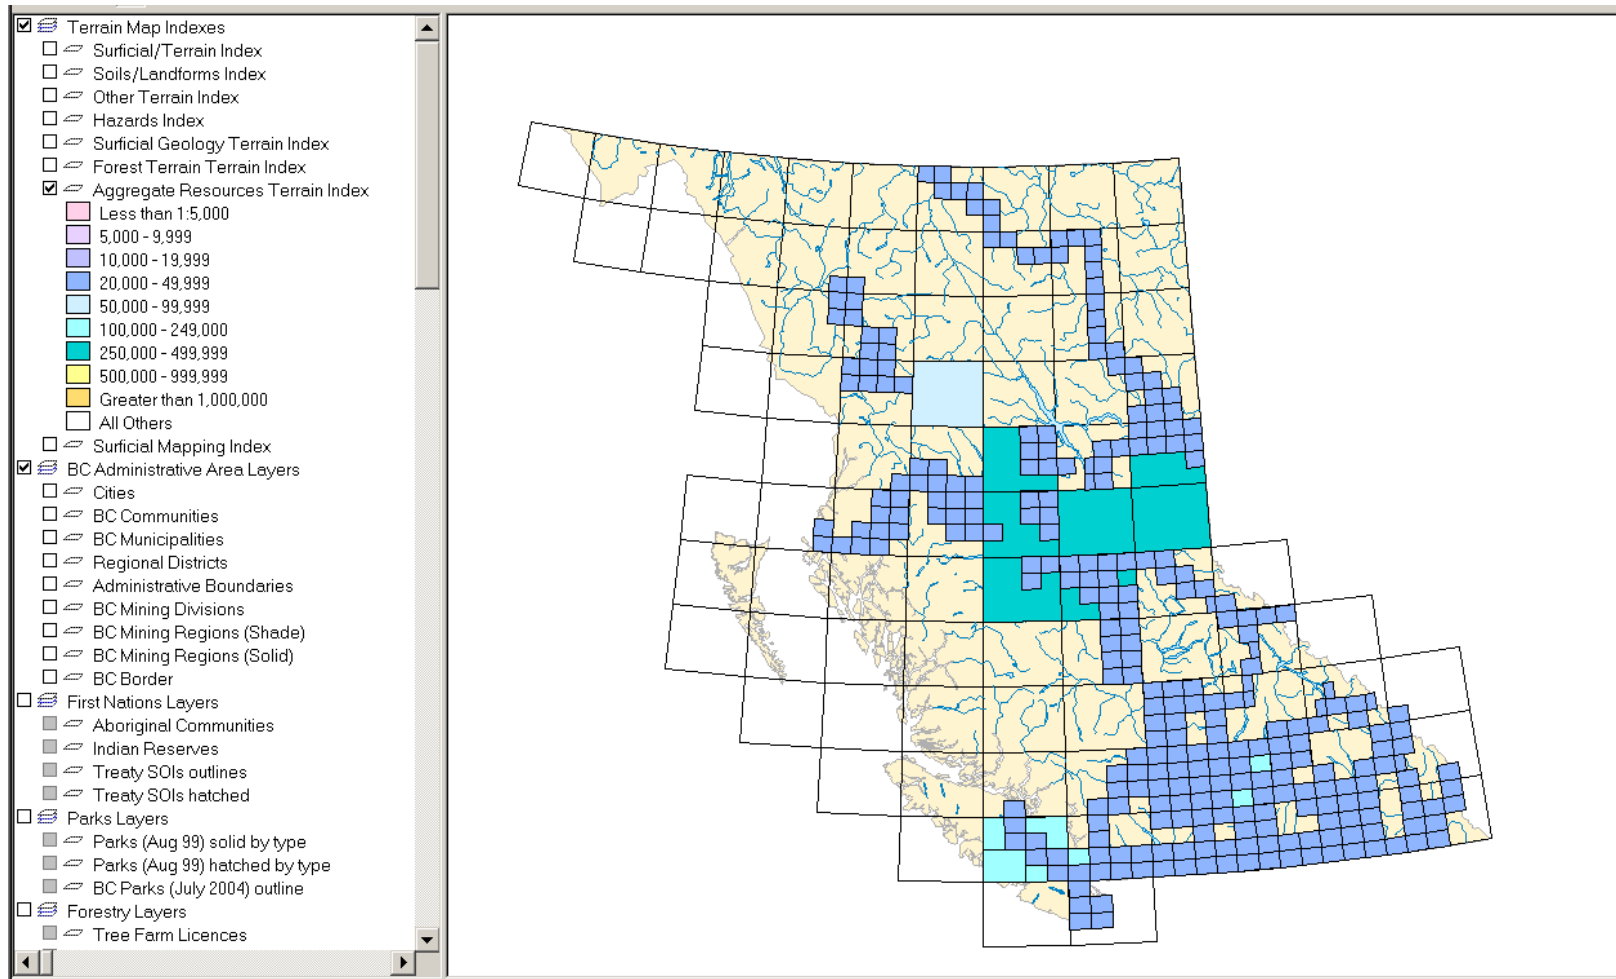 Terrain Map Indexes
Surficial/Terrain Index
Soils/Landforms Index
Other Terrain Index
Hazards Index
Surficial Geology Terrain Index
Forest Terrain Terrain Index
Aggregate Resources Terrain Index
Less than 1:5,000
5,000 - 9,999
10,000 - 19,999
20,000 - 49,999
50,000 - 99,999
100,000 - 249,000
250,000 - 499,999
500,000 - 999,999
Greater than 1,000,000
All Others
Surficial Mapping Index
BC Administrative Area Layers
Cities
BC Communities
BC Municipalities
Regional Districts
Administrative Boundaries
BC Mining Divisions
BC Mining Regions (Shade)
BC Mining Regions (Solid)
BC Border
First Nations Layers
Aboriginal Communities
Indian Reserves
Treaty SOIs outlines
Treaty SOIs hatched
Parks Layers
Parks (Aug 99) solid by type
Parks (Aug 99) hatched by type
BC Parks (July 2004) outline
Forestry Layers
Tree Farm Licences